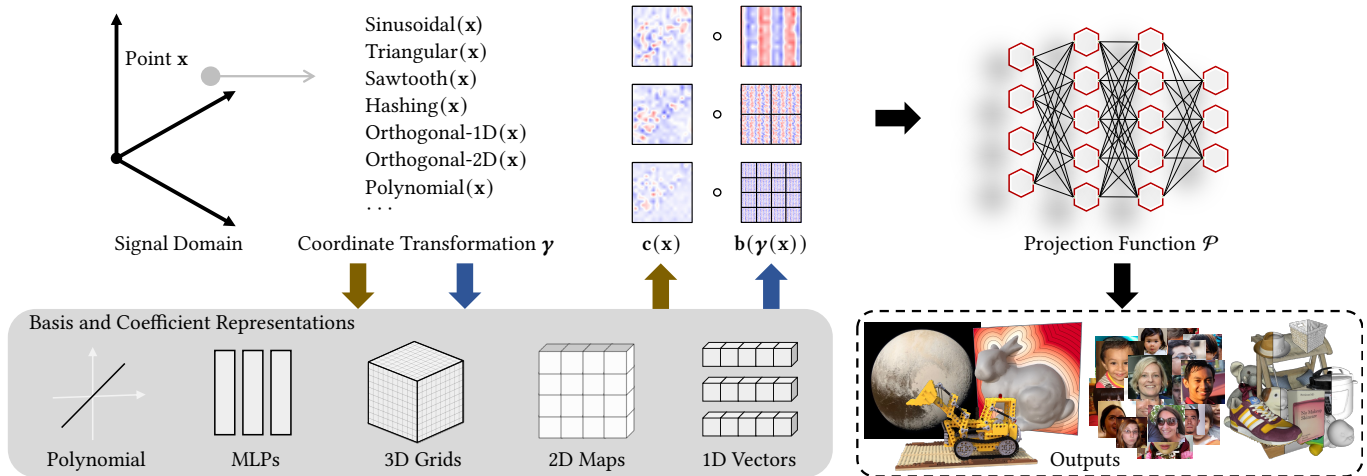 Point x
Sinusoidal(x)
Triangular(x)
Sawtooth(x)
Hashing(x)
Orthogonal-1D(x)
Orthogonal-2D(x)
Polynomial(x)
· · ·
Signal Domain
Coordinate Transformation γ
c(x)
∘
b(γ(x))
∘
∘
Projection Function 𝒫
Basis and Coefficient Representations
Polynomial
MLPs
3D Grids
2D Maps
1D Vectors
Outputs